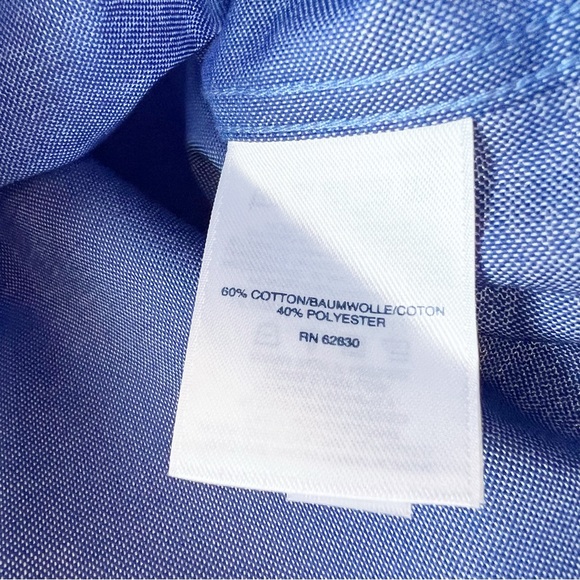 60% COTTON/BAUMWOLLE/COTON
40% POLYESTER
RN 62830